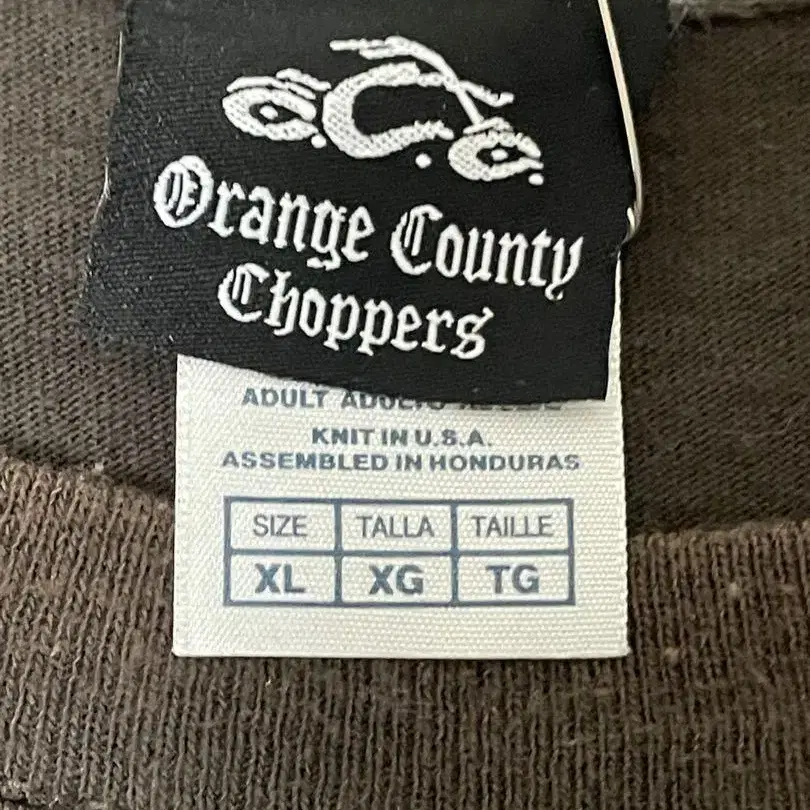 Orange County
Choppers
ADULT
KNIT IN U.S.A.
ASSEMBLED IN HONDURAS
SIZE TALLA TAILLE
XL XG TG